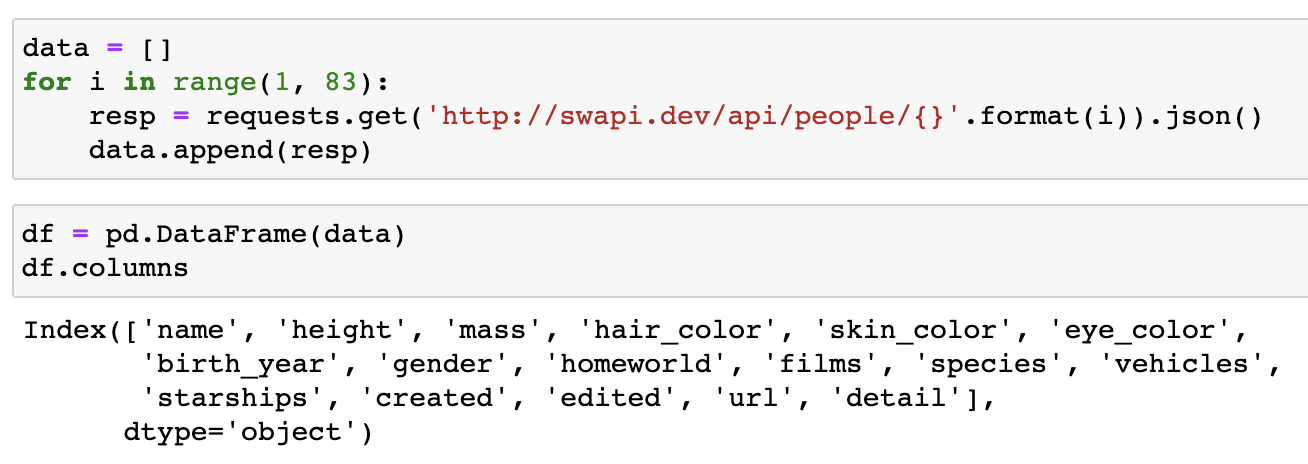 data = []
for i in range(1, 83):
    resp = requests.get('http://swapi.dev/api/people/{}'.format(i)).json()
    data.append(resp)
df = pd.DataFrame(data)
df.columns
Index(['name', 'height', 'mass', 'hair_color', 'skin_color', 'eye_color',
       'birth_year', 'gender', 'homeworld', 'films', 'species', 'vehicles',
       'starships', 'created', 'edited', 'url', 'detail'],
      dtype='object')